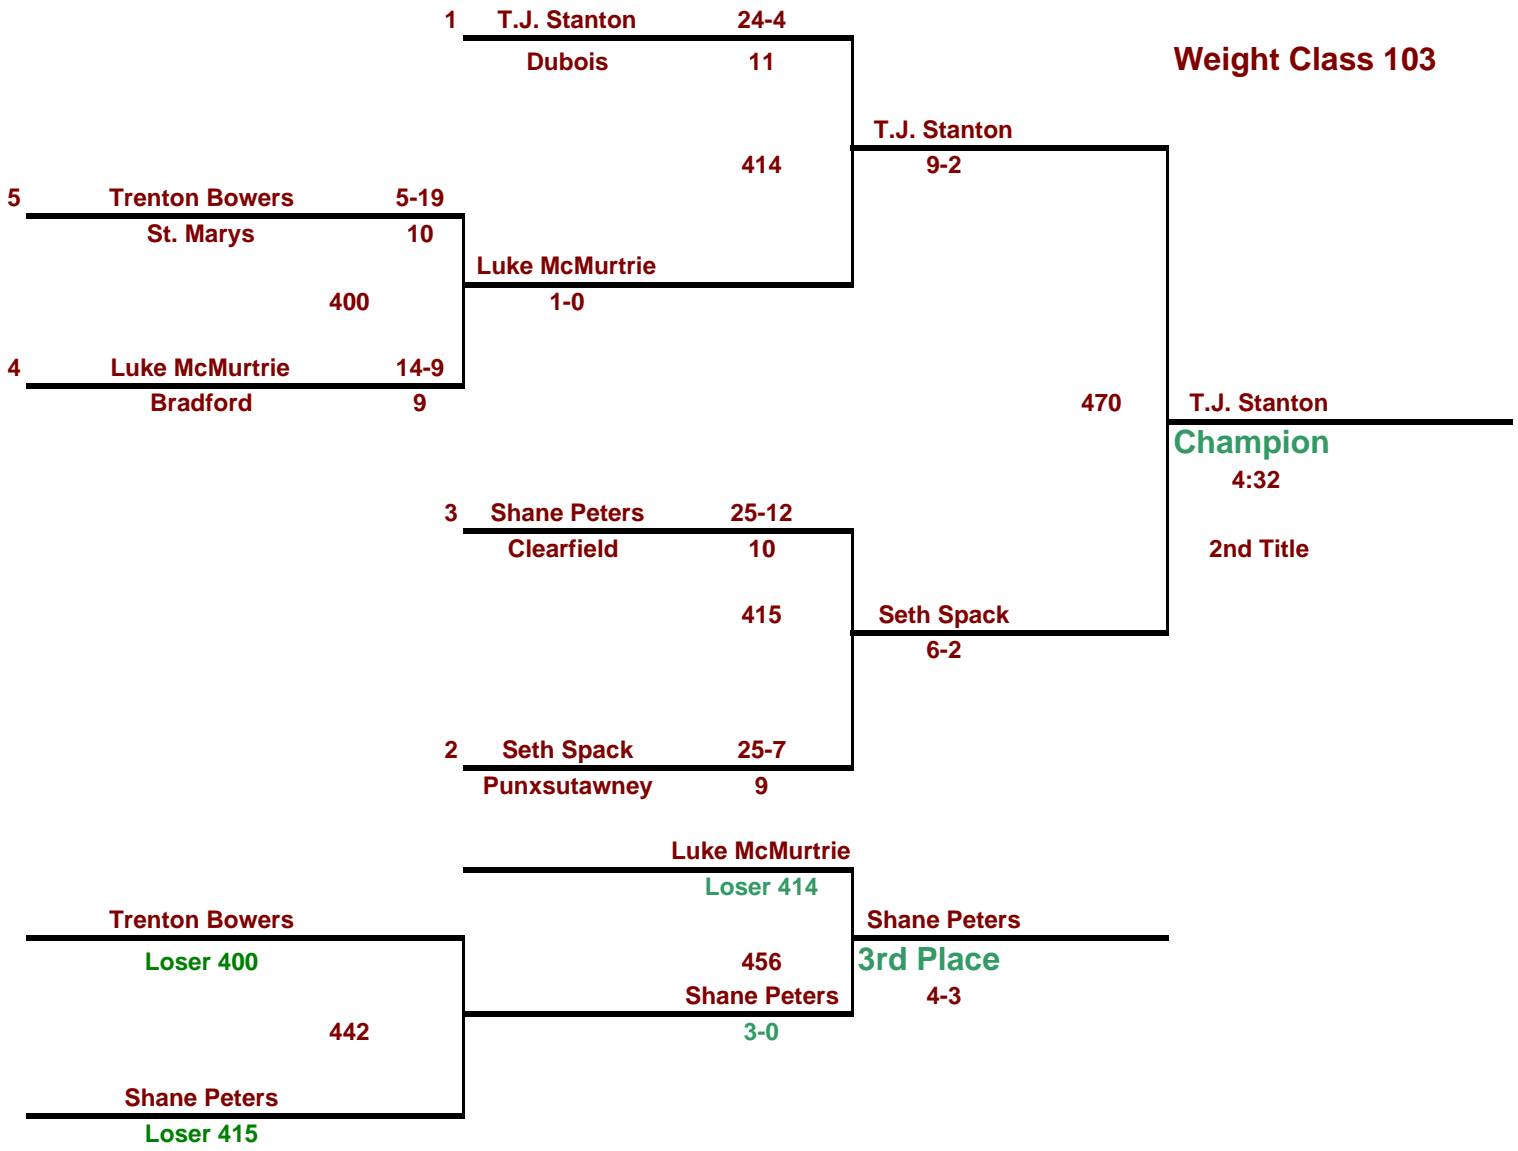 1 T.J. Stanton 24-4
Dubois 11
Weight Class 103
T.J. Stanton
414 9-2
5 Trenton Bowers 5-19
St. Marys 10
Luke McMurtrie
400 1-0
4 Luke McMurtrie 14-9
Bradford 9
470 T.J. Stanton
Champion
4:32
3 Shane Peters 25-12
Clearfield 10
2nd Title
415 Seth Spack
6-2
2 Seth Spack 25-7
Punxsutawney 9
Luke McMurtrie
Loser 414
Trenton Bowers
Shane Peters
Loser 400
456 3rd Place
Shane Peters 4-3
442 3-0
Shane Peters
Loser 415